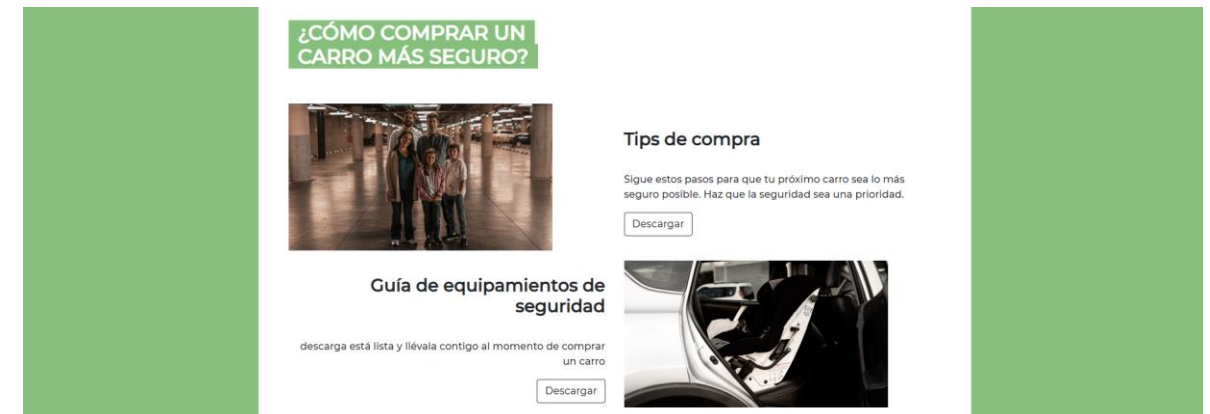 ¿CÓMO COMPRAR UN
CARRO MÁS SEGURO?
Tips de compra
Sigue estos pasos para que tu próximo carro sea lo más
seguro posible. Haz que la seguridad sea una prioridad.
Descargar
Guía de equipamientos de
seguridad
descarga está lista y llévala contigo al momento de comprar
un carro
Descargar